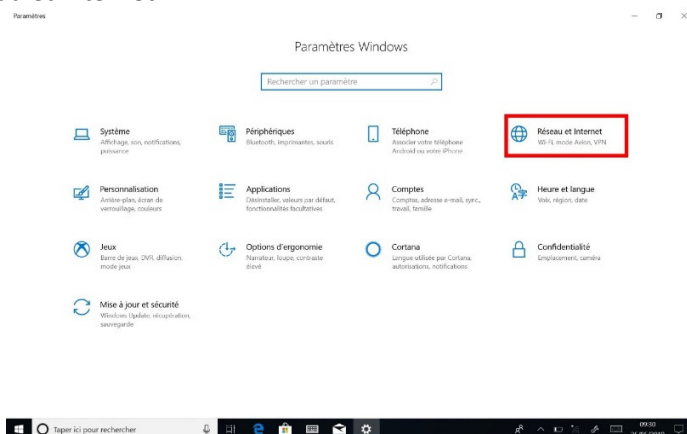 Paramètres
Paramètres Windows
Rechercher un paramètre
Système
Affichage, son, notifications,
puissance
Périphériques
Bluetooth, imprimantes, souris
Téléphone
Associer votre téléphone
Android ou votre iPhone
Réseau et Internet
Wi-Fi, mode Avion, VPN
Personnalisation
Arrière-plan, écran de
verrouillage, couleurs
Applications
Désinstaller, valeurs par défaut,
fonctionnalités facultatives
Comptes
Comptes, adresse e-mail, sync.,
travail, famille
Heure et langue
Voix, région, date
Jeux
Barre de jeux, DVR, diffusion,
mode jeux
Options d'ergonomie
Narrateur, loupe, contraste
élevé
Cortana
Langue utilisée par Cortana,
autorisations, notifications
Confidentialité
Emplacement, caméra
Mise à jour et sécurité
Windows Update, récupération,
sauvegarde
Taper ici pour rechercher
09:30